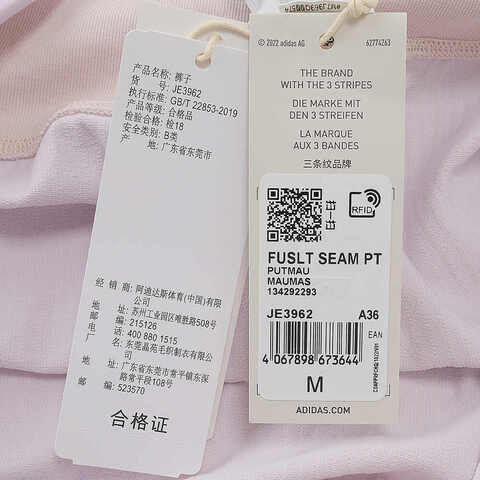 产品名称: 裤子
货 号: JE3962
执行标准: GB/T 22853-2019
产品等级: 合格品
检验合格: 检18
安全类别: B类
产 地: 广东省东莞市
经 销 商: 阿迪达斯体育(中国)有限
公司
地 址: 苏州工业园区唯胜路508号
邮 编: 215126
电 话: 400 880 1515
生 产 厂: 东莞晶苑毛织制衣有限公司
地 址: 广东省东莞市常平镇东深
路常平段108号
邮 编: 523570
合格证
© 2022 adidas AG
62774263
THE BRAND
WITH THE 3 STRIPES
DIE MARKE MIT
DEN 3 STREIFEN
LA MARQUE
AUX 3 BANDES
三条纹品牌
RFID
FUSLT SEAM PT
PUTMAU
MAUMAS
134292293
JE3962 A36
EAN
4 067898 673644
M
ADIDAS.COM